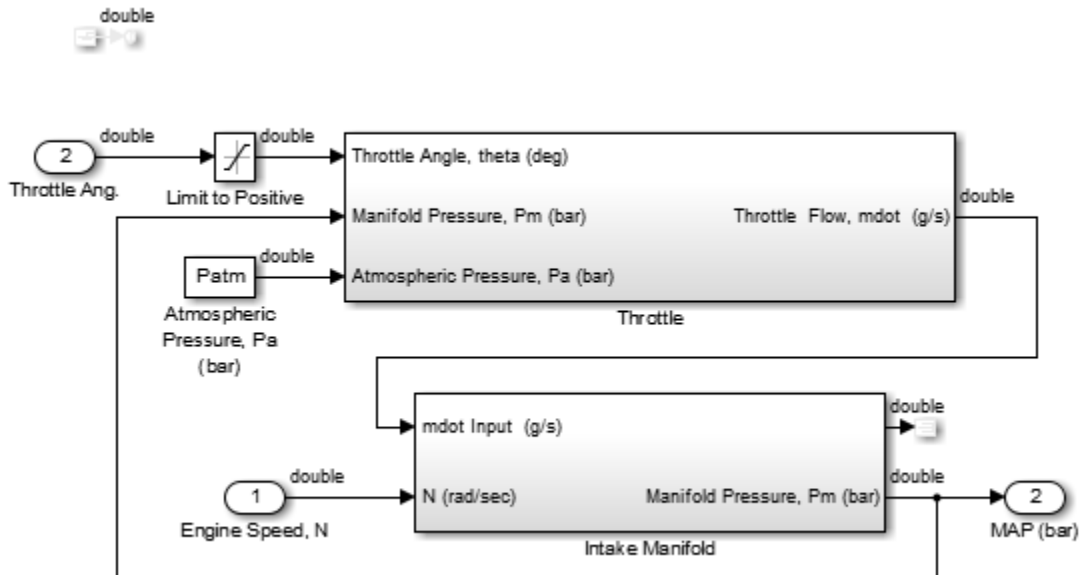 double
double
double
2
Throttle Angle, theta (deg)
Throttle Ang.
Limit to Positive
double
Manifold Pressure, Pm (bar)
Throttle Flow, mdot (g/s)
double
Patm
Atmospheric Pressure, Pa (bar)
Atmospheric
Pressure, Pa
(bar)
Throttle
double
mdot Input (g/s)
double
double
1
N (rad/sec)
Manifold Pressure, Pm (bar)
2
Engine Speed, N
MAP (bar)
Intake Manifold